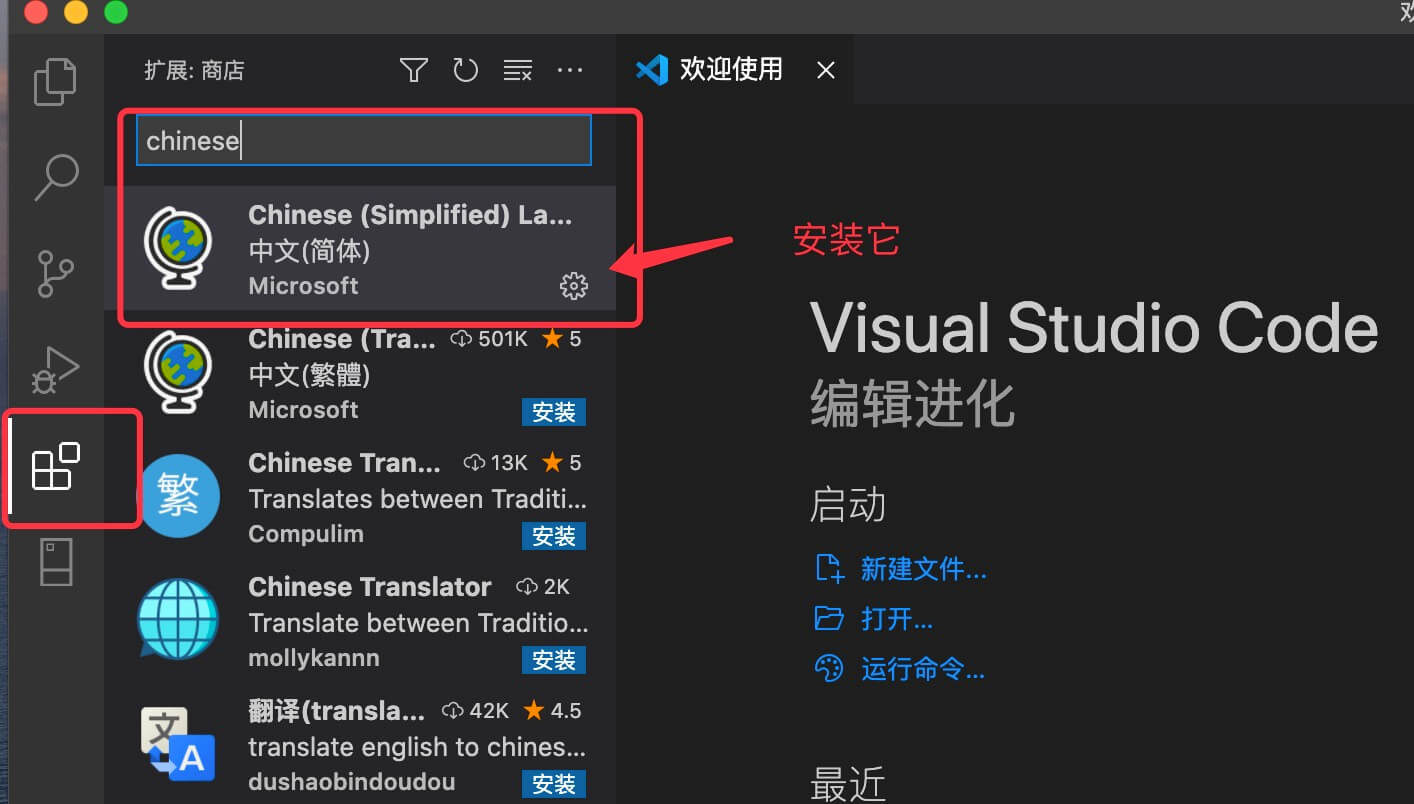 欢
扩展: 商店
欢迎使用
chinese
Chinese (Simplified) La...
中文(简体)
Microsoft
安装它
Chinese (Tra... 501K 5
中文(繁體)
Microsoft 安装
繁
Chinese Tran... 13K 5
Translates between Traditi...
Compulim 安装
Chinese Translator 2K
Translate between Traditio...
mollykannn 安装
文
A
翻译(transla... 42K 4.5
translate english to chines...
dushaobindoudou 安装
Visual Studio Code
编辑进化
启动
新建文件...
打开...
运行命令...
最近